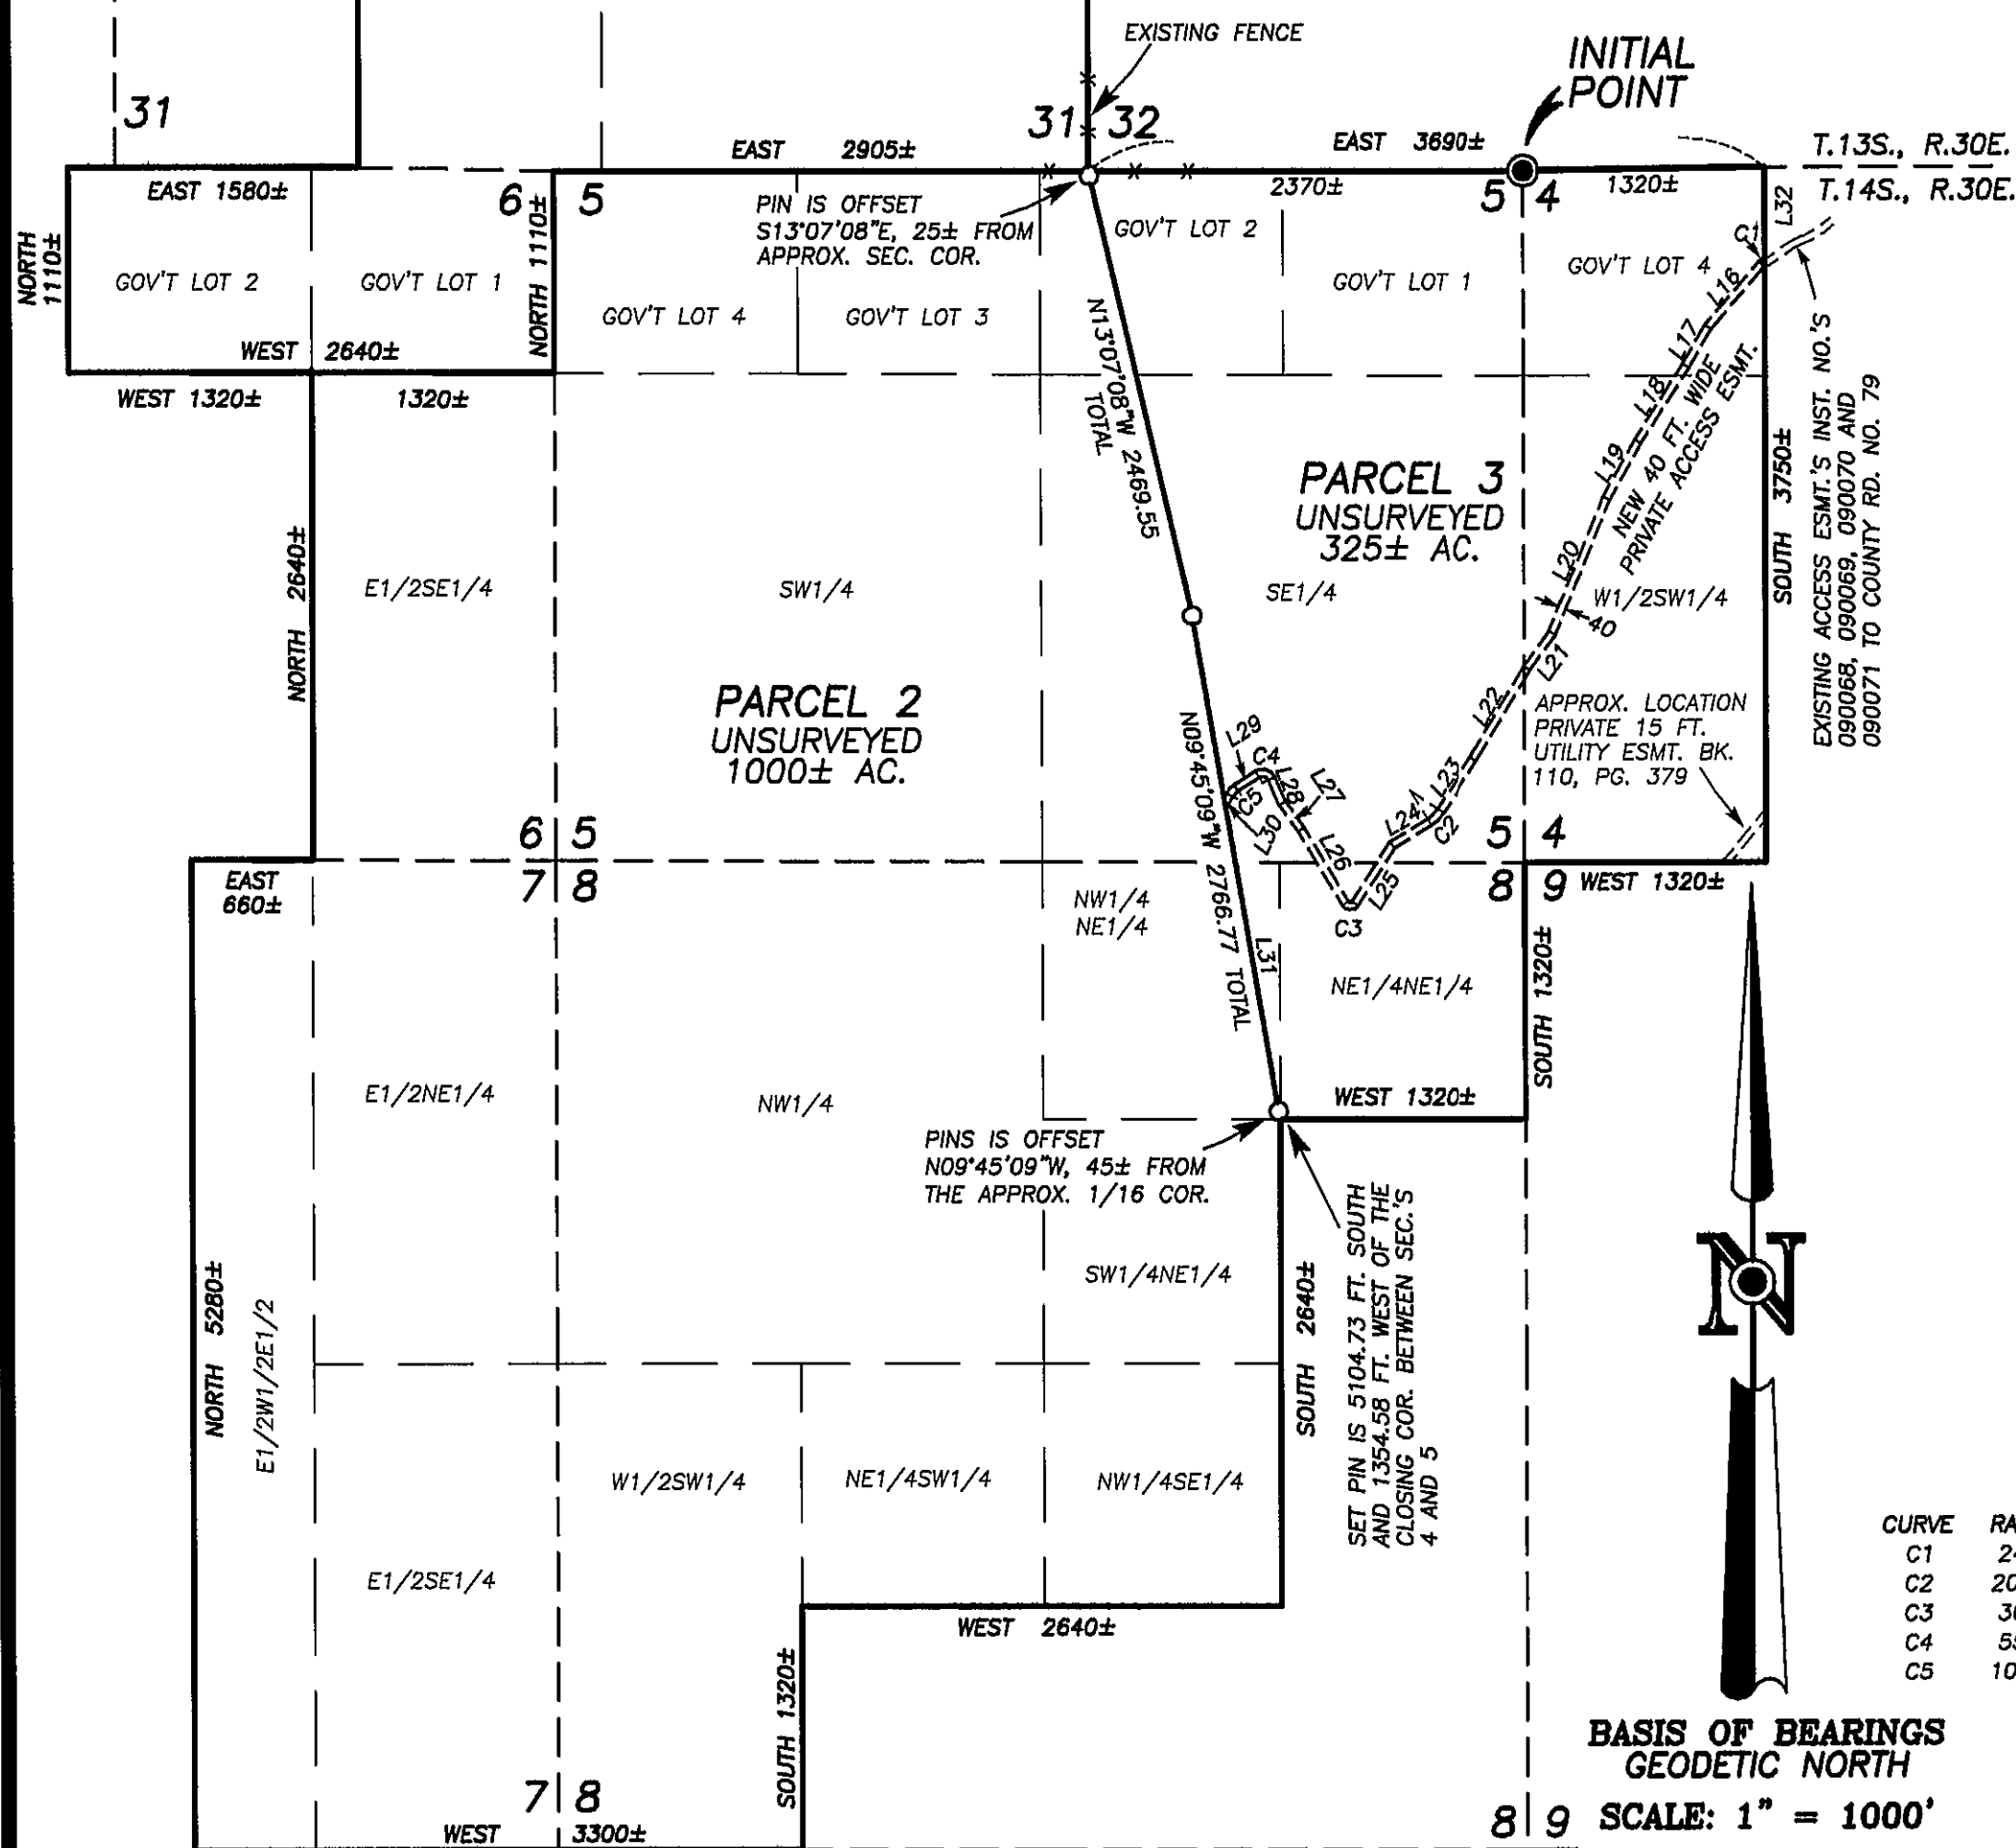 EXISTING FENCE
INITIAL
POINT
31
31
32
EAST 2905±
EAST 3690±
T.13S., R.30E.
T.14S., R.30E.
EAST 1580±
6
5
2370±
5
4
1320±
L32
PIN IS OFFSET
S13°07'08"E, 25± FROM
APPROX. SEC. COR.
NORTH
1110±
NORTH 1110±
GOV'T LOT 2
GOV'T LOT 1
GOV'T LOT 4
GOV'T LOT 3
GOV'T LOT 2
GOV'T LOT 1
GOV'T LOT 4
C1
L16
L17
L18
L19
L20
L21
L22
L23
L24
L25
L26
L27
L28
L29
L30
L31
C2
C3
C4
C5
WEST 2640±
WEST 1320±
1320±
N13°07'08"W 2469.55
TOTAL
NEW 40 FT. WIDE
PRIVATE ACCESS ESMT.
40
PARCEL 3
UNSURVEYED
325± AC.
SOUTH 3750±
EXISTING ACCESS ESMT.'S INST. NO.'S
090068, 090069, 090070 AND
090071 TO COUNTY RD. NO. 79
NORTH 2640±
E1/2SE1/4
SW1/4
SE1/4
W1/2SW1/4
PARCEL 2
UNSURVEYED
1000± AC.
N09°45'09"W 2766.77 TOTAL
APPROX. LOCATION
PRIVATE 15 FT.
UTILITY ESMT. BK.
110, PG. 379
6
5
7
8
5
4
8
9
EAST
660±
WEST 1320±
NW1/4
NE1/4
NE1/4NE1/4
SOUTH 1320±
E1/2NE1/4
NW1/4
WEST 1320±
PINS IS OFFSET
N09°45'09"W, 45± FROM
THE APPROX. 1/16 COR.
SET PIN IS 5104.73 FT. SOUTH
AND 1354.58 FT. WEST OF THE
CLOSING COR. BETWEEN SEC.'S
4 AND 5
SW1/4NE1/4
SOUTH 2640±
NORTH 5280±
E1/2W1/2E1/2
N
W1/2SW1/4
NE1/4SW1/4
NW1/4SE1/4
E1/2SE1/4
WEST 2640±
SOUTH 1320±
CURVE
C1
C2
C3
C4
C5
7
8
WEST 3300±
8
9
BASIS OF BEARINGS
GEODETIC NORTH
SCALE: 1" = 1000'